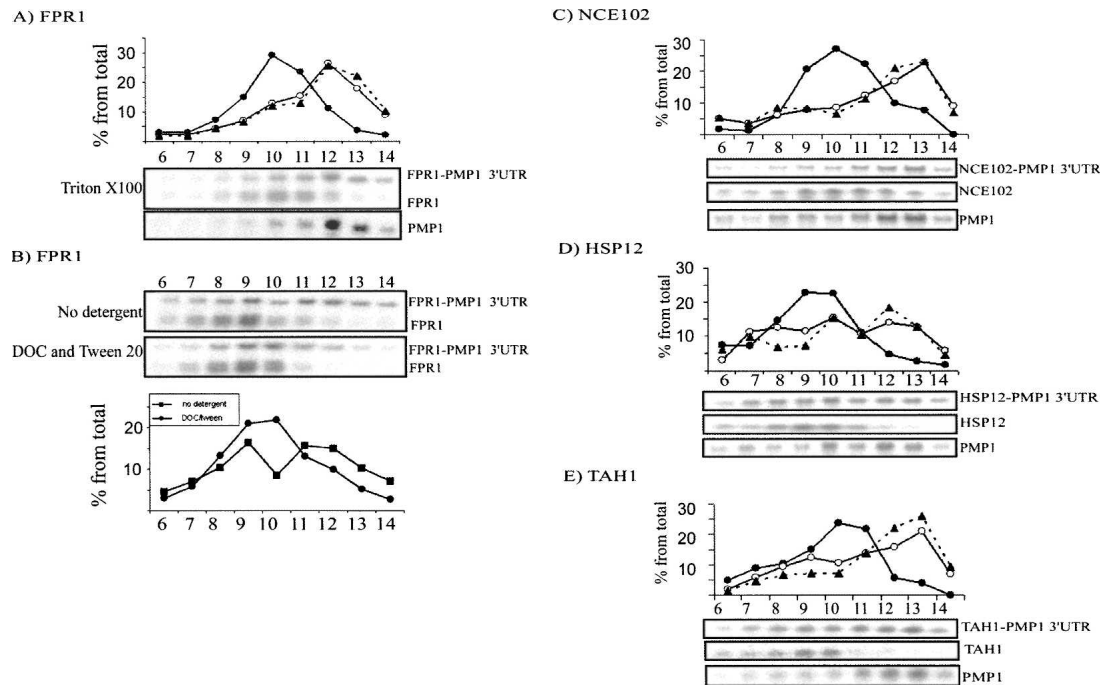 A) FPR1
% from total
30
20
10
6 7 8 9 10 11 12 13 14
Triton X100
FPR1-PMP1 3'UTR
FPR1
PMP1
B) FPR1
6 7 8 9 10 11 12 13 14
No detergent
FPR1-PMP1 3'UTR
FPR1
DOC and Tween 20
FPR1-PMP1 3'UTR
FPR1
no detergent
DOC/tween
% from total
20
10
6 7 8 9 10 11 12 13 14
C) NCE102
% from total
30
20
10
6 7 8 9 10 11 12 13 14
NCE102-PMP1 3'UTR
NCE102
PMP1
D) HSP12
% from total
30
20
10
6 7 8 9 10 11 12 13 14
HSP12-PMP1 3'UTR
HSP12
PMP1
E) TAH1
% from total
30
20
10
6 7 8 9 10 11 12 13 14
TAH1-PMP1 3'UTR
TAH1
PMP1